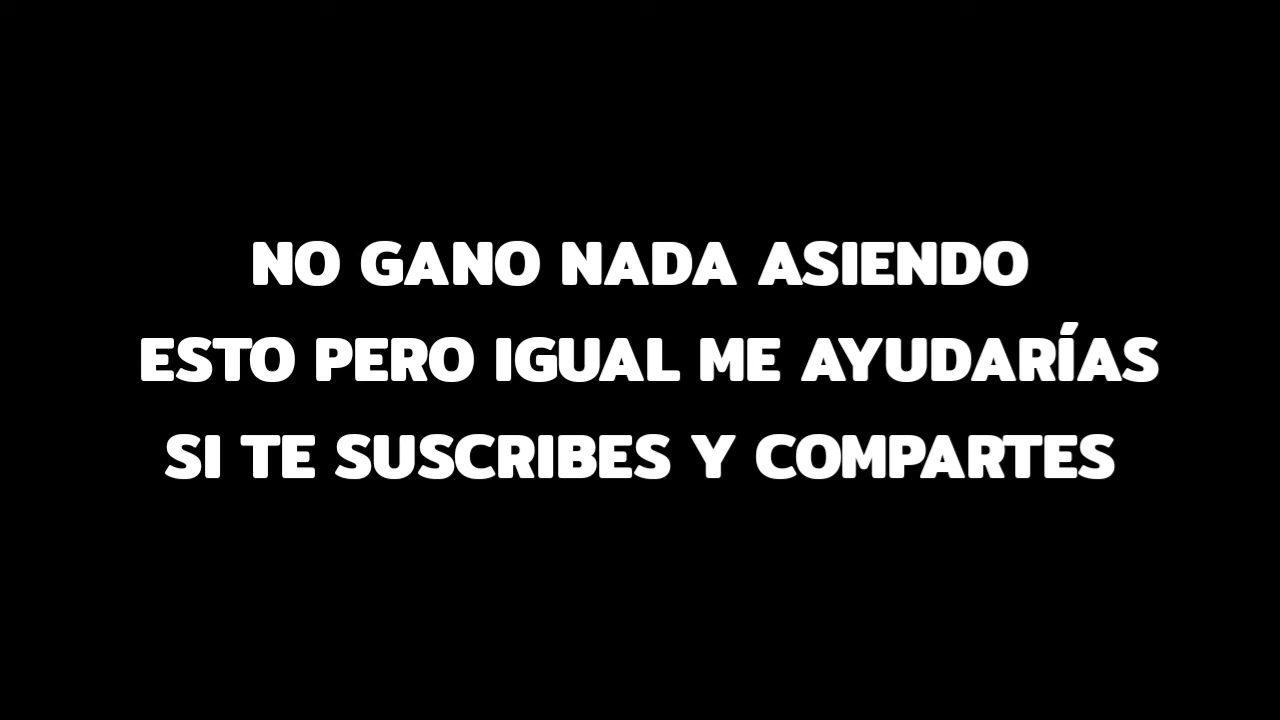 NO GANO NADA ASIENDO
ESTO PERO IGUAL ME AYUDARÍAS
SI TE SUSCRIBES Y COMPARTES